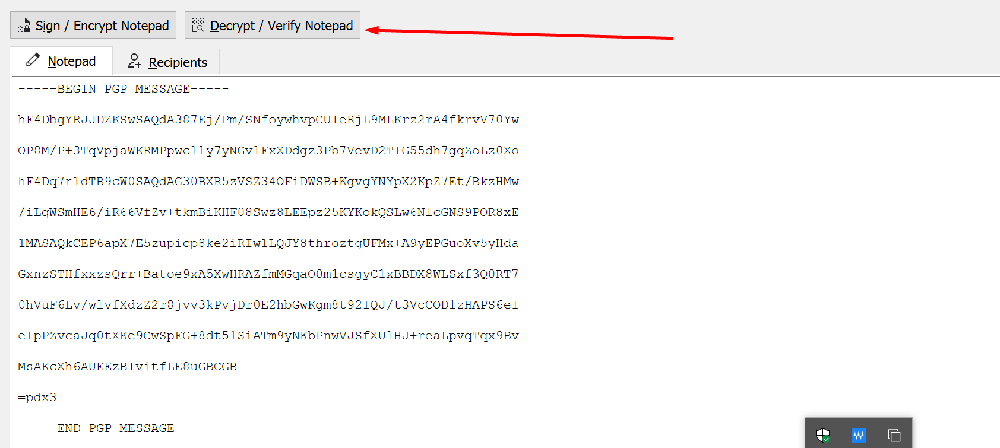 Sign / Encrypt Notepad
Decrypt / Verify Notepad
Notepad
Recipients
-----BEGIN PGP MESSAGE-----
hF4DbgYRJJDZKSwSAQdA387Ej/Pm/SNfoywhvpCUIeRjL9MLKrz2rA4fkrvV70Yw
OP8M/P+3TqVpjaWKRMPpwclly7yNGvlFxXDdgz3Pb7VevD2TIG55dh7gqZoLz0Xo
hF4Dq7r1dTB9cW0SAQdAG30BXR5zVSZ34OFiDWSB+KgvgYNYpX2KpZ7Et/BkzHMw
/iLqWSmHE6/iR66VfZv+tkmBiKHF08Swz8LEEpz25KYKokQSLw6NlcGNS9POR8xE
1MASAQkCEP6apX7E5zupicp8ke2iRIw1LQJY8throztgUFMx+A9yEPGuoXv5yHda
GxnzSTHfxxzsQrr+Batoe9xA5XwHRAZfmMGqaO0m1csgyC1xBBDX8WLSxf3Q0RT7
0hVuF6Lv/wlvfXdzZ2r8jvv3kPvjDr0E2hbGwKgm8t92IQJ/t3VcCOD1zHAPS6eI
eIpPZvcaJq0tXKe9CwSpFG+8dt51SiATm9yNKbPnwVJSfXUlHJ+reaLpvqTqx9Bv
MsAKcXh6AUEEzBIvitfLE8uGBCGB
=pdx3
-----END PGP MESSAGE-----